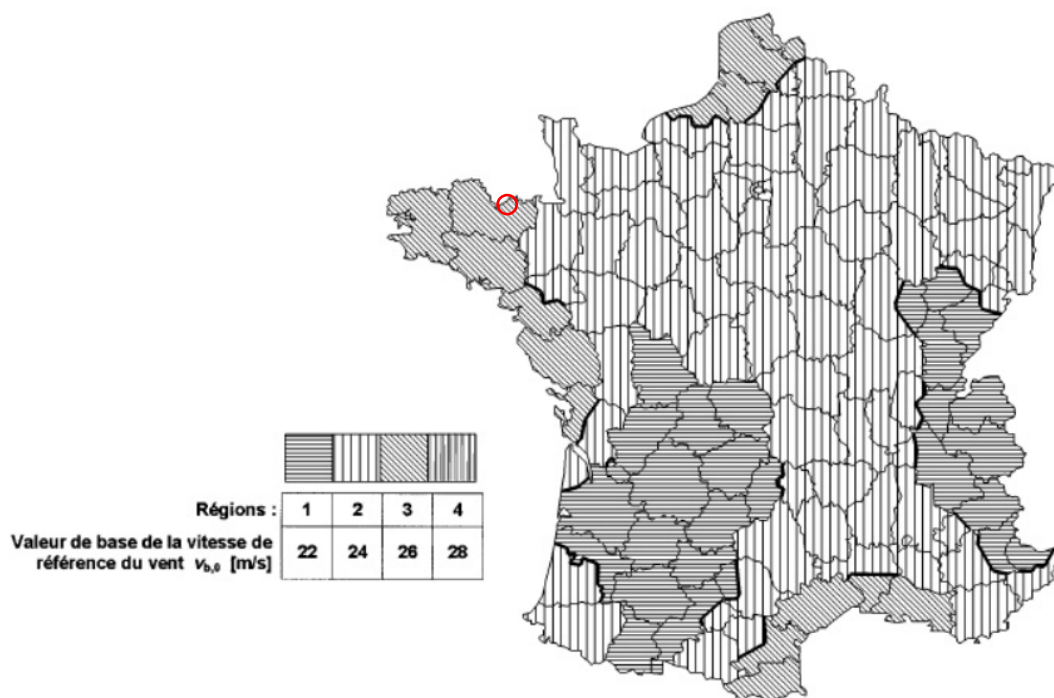 Régions : 1 2 3 4
Valeur de base de la vitesse de
référence du vent v_b,0 [m/s] 22 24 26 28